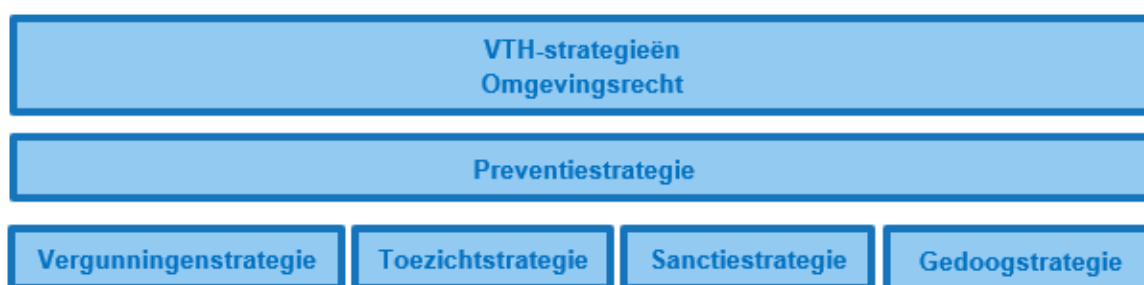 VTH-strategieën
Omgevingsrecht
Preventiestrategie
Vergunningenstrategie
Toezichtstrategie
Sanctiestrategie
Gedoogstrategie